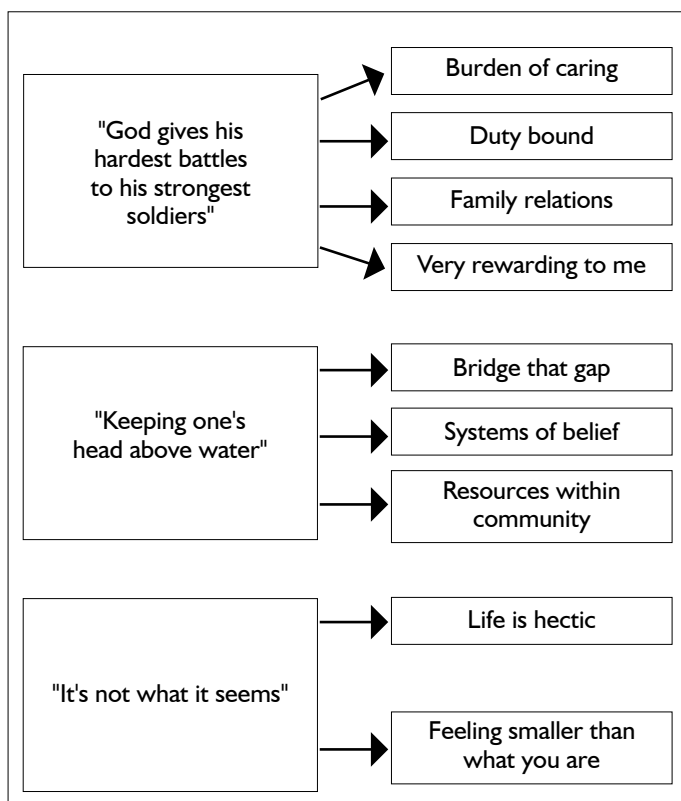 "God gives his
hardest battles
to his strongest
soldiers"
Burden of caring
Duty bound
Family relations
Very rewarding to me
"Keeping one's
head above water"
Bridge that gap
Systems of belief
Resources within
community
"It's not what it seems"
Life is hectic
Feeling smaller than
what you are